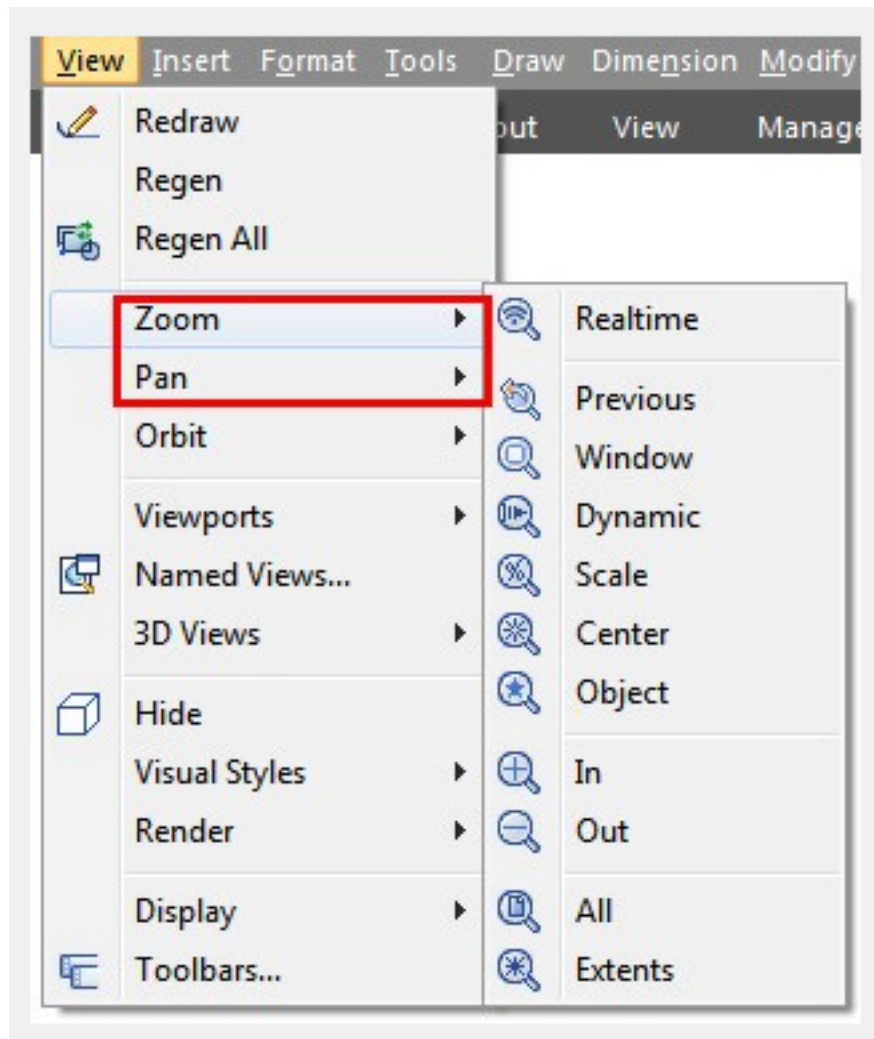 View Insert Format Tools Draw Dimension Modify
out View Manage
Redraw
Regen
Regen All
Zoom
Pan
Orbit
Viewports
Named Views...
3D Views
Hide
Visual Styles
Render
Display
Toolbars...
Realtime
Previous
Window
Dynamic
Scale
Center
Object
In
Out
All
Extents